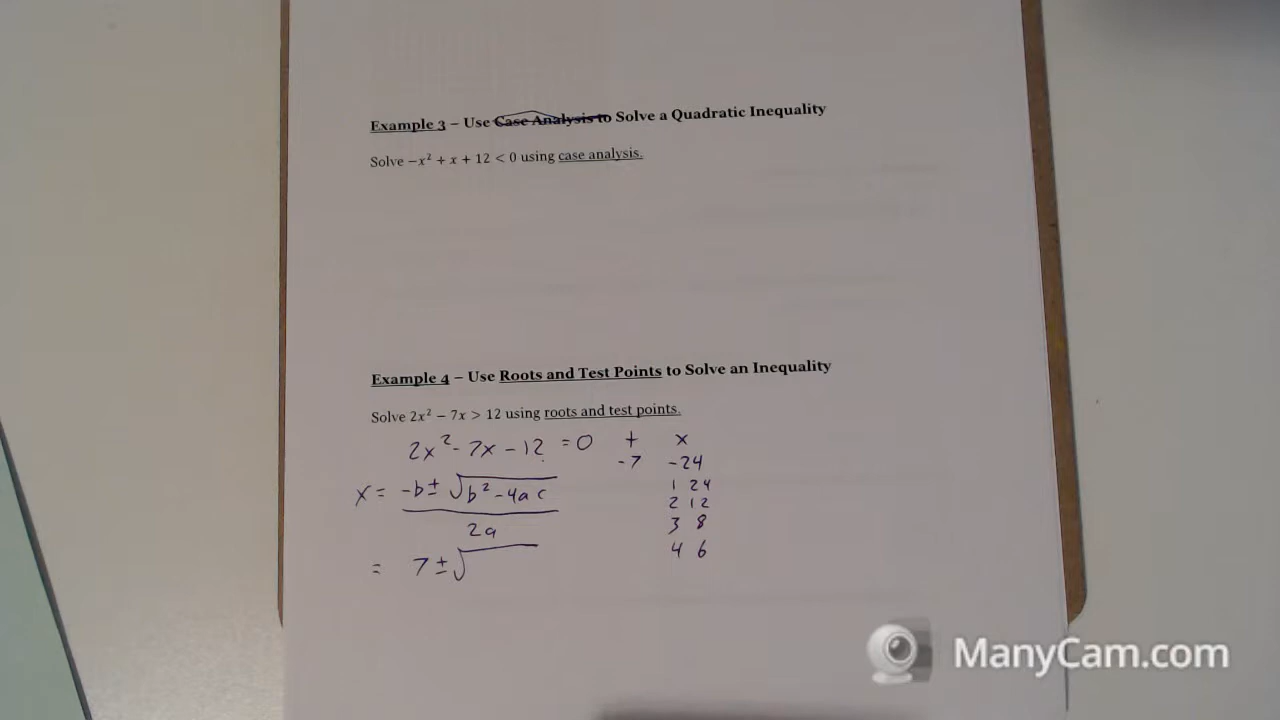 Example 3 – Use Case Analysis to Solve a Quadratic Inequality
Solve −x² + x + 12 < 0 using case analysis.
Example 4 – Use Roots and Test Points to Solve an Inequality
Solve 2x² − 7x > 12 using roots and test points.
2x² - 7x - 12 = 0
x = -b ± √b² - 4ac
2a
= 7 ± √
+ x
-7 -24
1 24
2 12
3 8
4 6
ManyCam.com